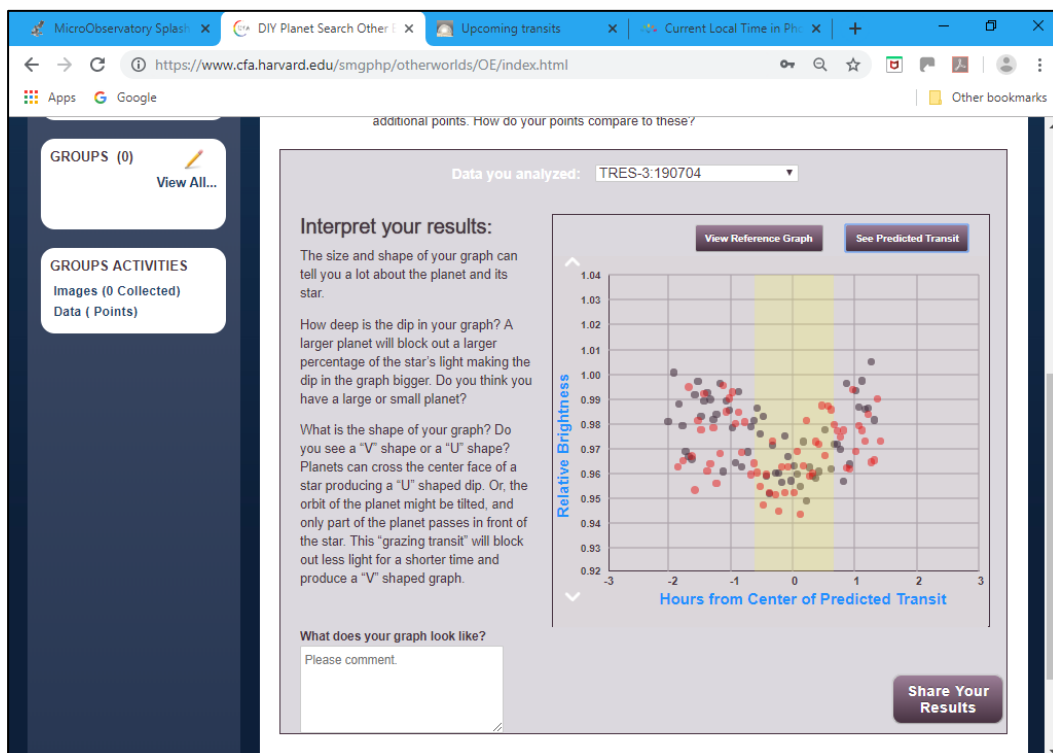 MicroObservatory Splash
DIY Planet Search Other E
Upcoming transits
Current Local Time in Pho
https://www.cfa.harvard.edu/smgphp/otherworlds/OE/index.html
Apps
Google
Other bookmarks
additional points. How do your points compare to these?
GROUPS (0)
View All...
GROUPS ACTIVITIES
Images (0 Collected)
Data ( Points)
Data you analyzed: TRES-3:190704
Interpret your results:
The size and shape of your graph can
tell you a lot about the planet and its
star.
How deep is the dip in your graph? A
larger planet will block out a larger
percentage of the star's light making the
dip in the graph bigger. Do you think you
have a large or small planet?
What is the shape of your graph? Do
you see a “V” shape or a “U” shape?
Planets can cross the center face of a
star producing a “U” shaped dip. Or, the
orbit of the planet might be tilted, and
only part of the planet passes in front of
the star. This “grazing transit” will block
out less light for a shorter time and
produce a “V” shaped graph.
What does your graph look like?
Please comment.
View Reference Graph
See Predicted Transit
Relative Brightness
1.04
1.03
1.02
1.01
1.00
0.99
0.98
0.97
0.96
0.95
0.94
0.93
0.92
-3 -2 -1 0 1 2 3
Hours from Center of Predicted Transit
Share Your
Results